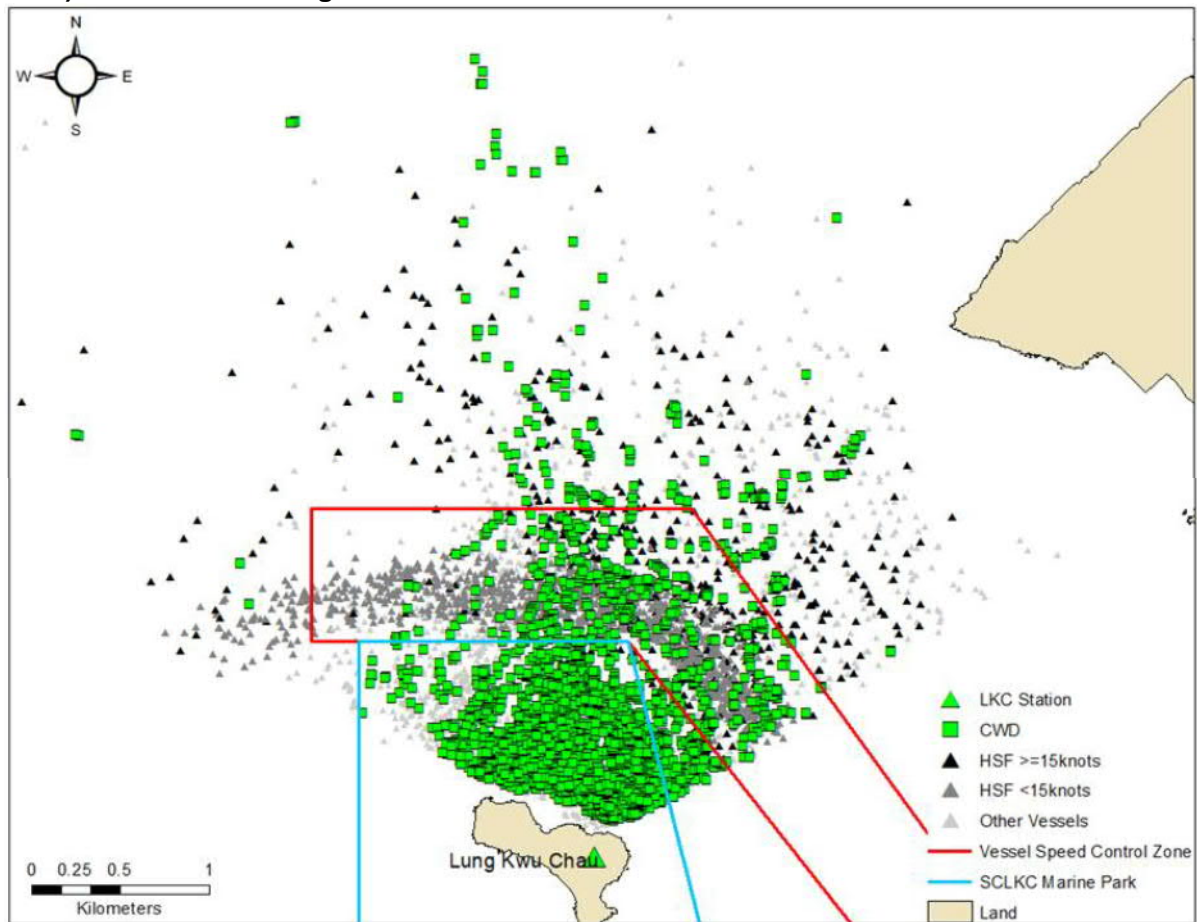 N
W E
S
LKC Station
CWD
HSF >=15knots
HSF <15knots
Other Vessels
Vessel Speed Control Zone
SCLKC Marine Park
Land
Lung Kwu Chau
0 0.25 0.5 1
Kilometers